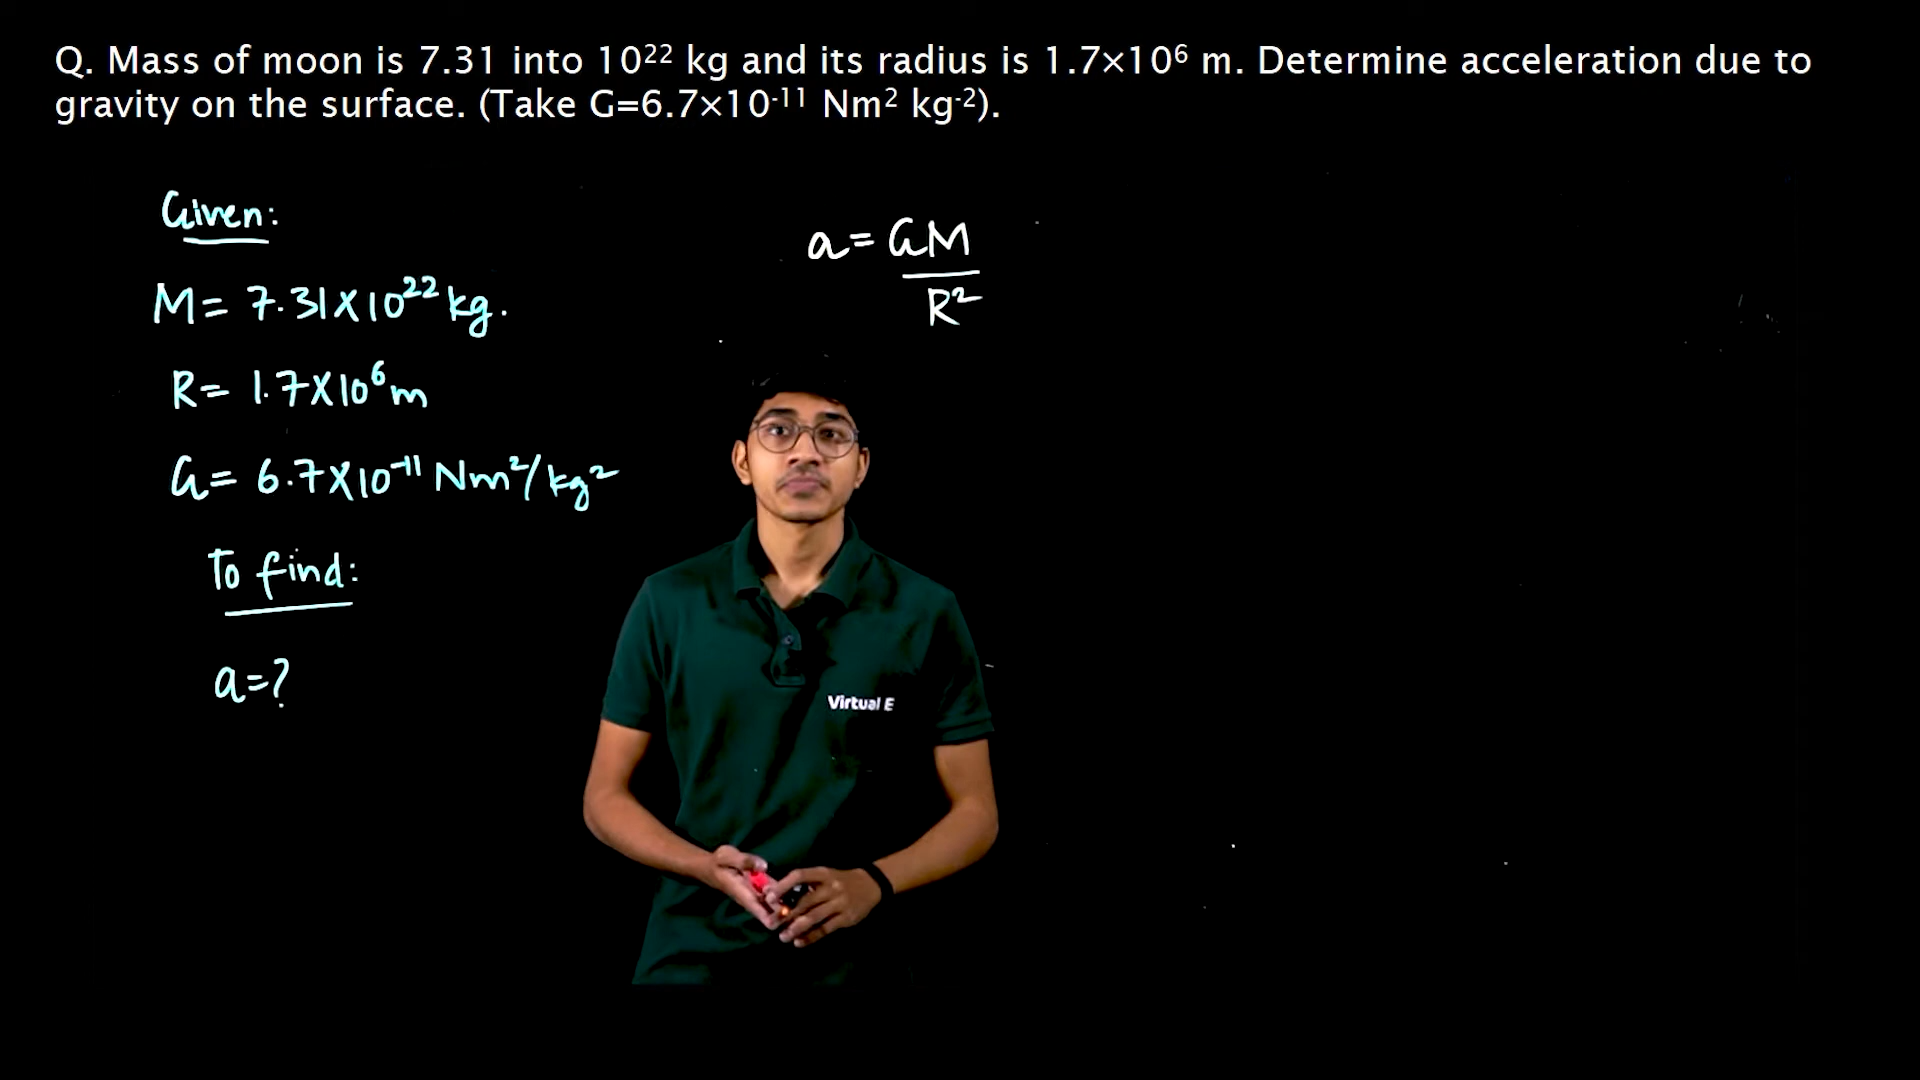 Q. Mass of moon is 7.31 into 10²² kg and its radius is 1.7×10⁶ m. Determine acceleration due to
gravity on the surface. (Take G=6.7×10⁻¹¹ Nm² kg⁻²).
Given:
M= 7.31×10²² kg.
R= 1.7×10⁶ m
G= 6.7×10⁻¹¹ Nm²/kg²
To find:
a=?
a= GM
R²
Virtual E